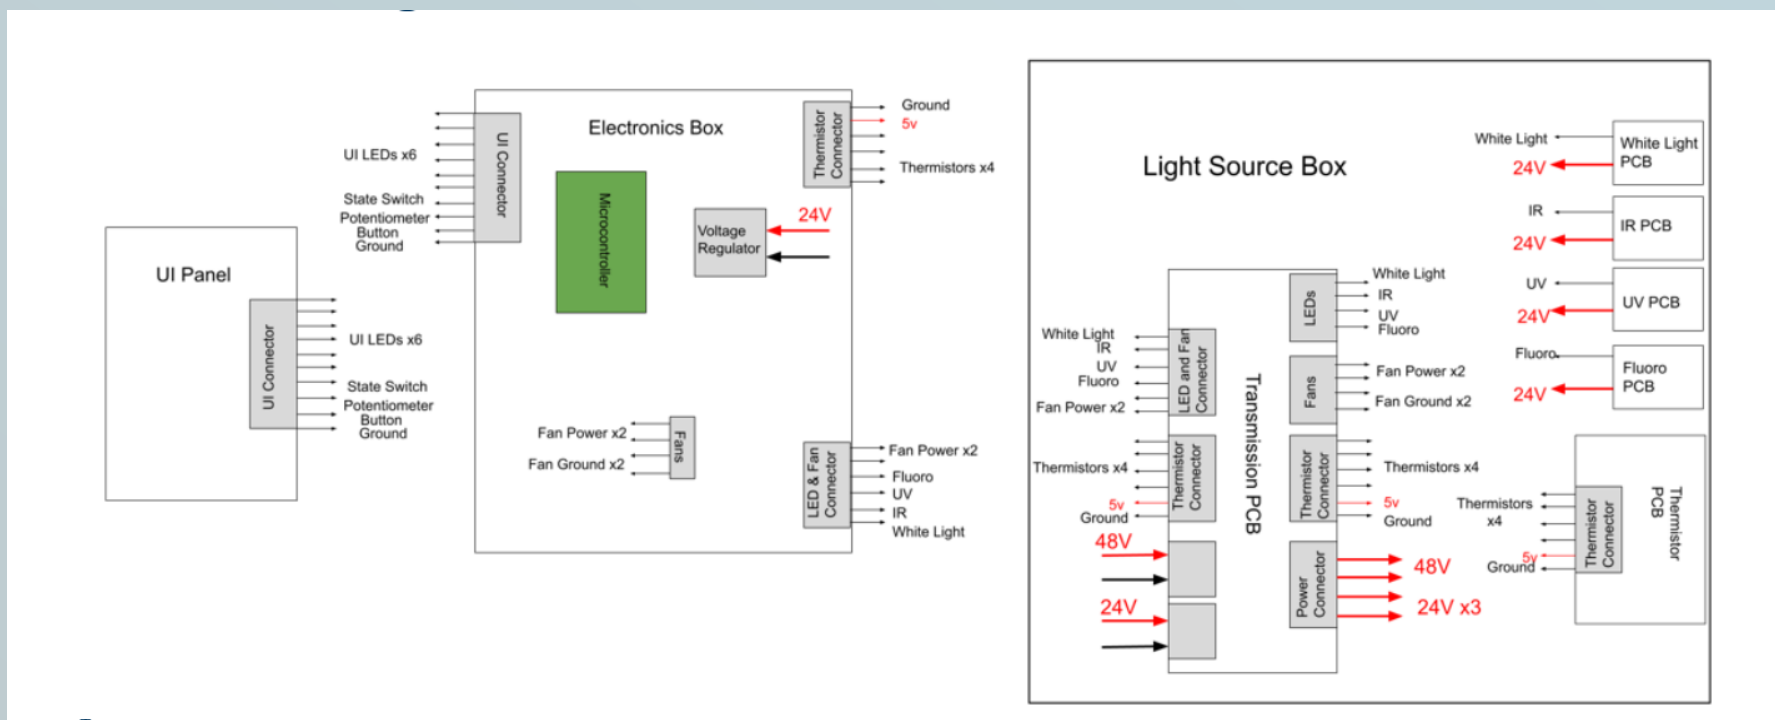 UI Panel
UI Connector
UI LEDs x6
State Switch
Potentiometer
Button
Ground
UI LEDs x6
State Switch
Potentiometer
Button
Ground
UI Connector
Electronics Box
Microcontroller
Voltage
Regulator
24V
Thermistor
Connector
Ground
5v
Thermistors x4
Fan Power x2
Fan Ground x2
Fans
LED & Fan
Connector
Fan Power x2
Fluoro
UV
IR
White Light
Light Source Box
White Light
IR
UV
Fluoro
Fan Power x2
LED and Fan
Connector
Thermistors x4
5v
Ground
Thermistor
Connector
48V
24V
Transmission PCB
LEDs
White Light
IR
UV
Fluoro
Fans
Fan Power x2
Fan Ground x2
Thermistor
Connector
Thermistors x4
5v
Ground
Power
Connector
48V
24V x3
White Light
24V
White Light
PCB
IR
24V
IR PCB
UV
24V
UV PCB
Fluoro
24V
Fluoro
PCB
Thermistors
x4
5v
Ground
Thermistor
Connector
Thermistor
PCB